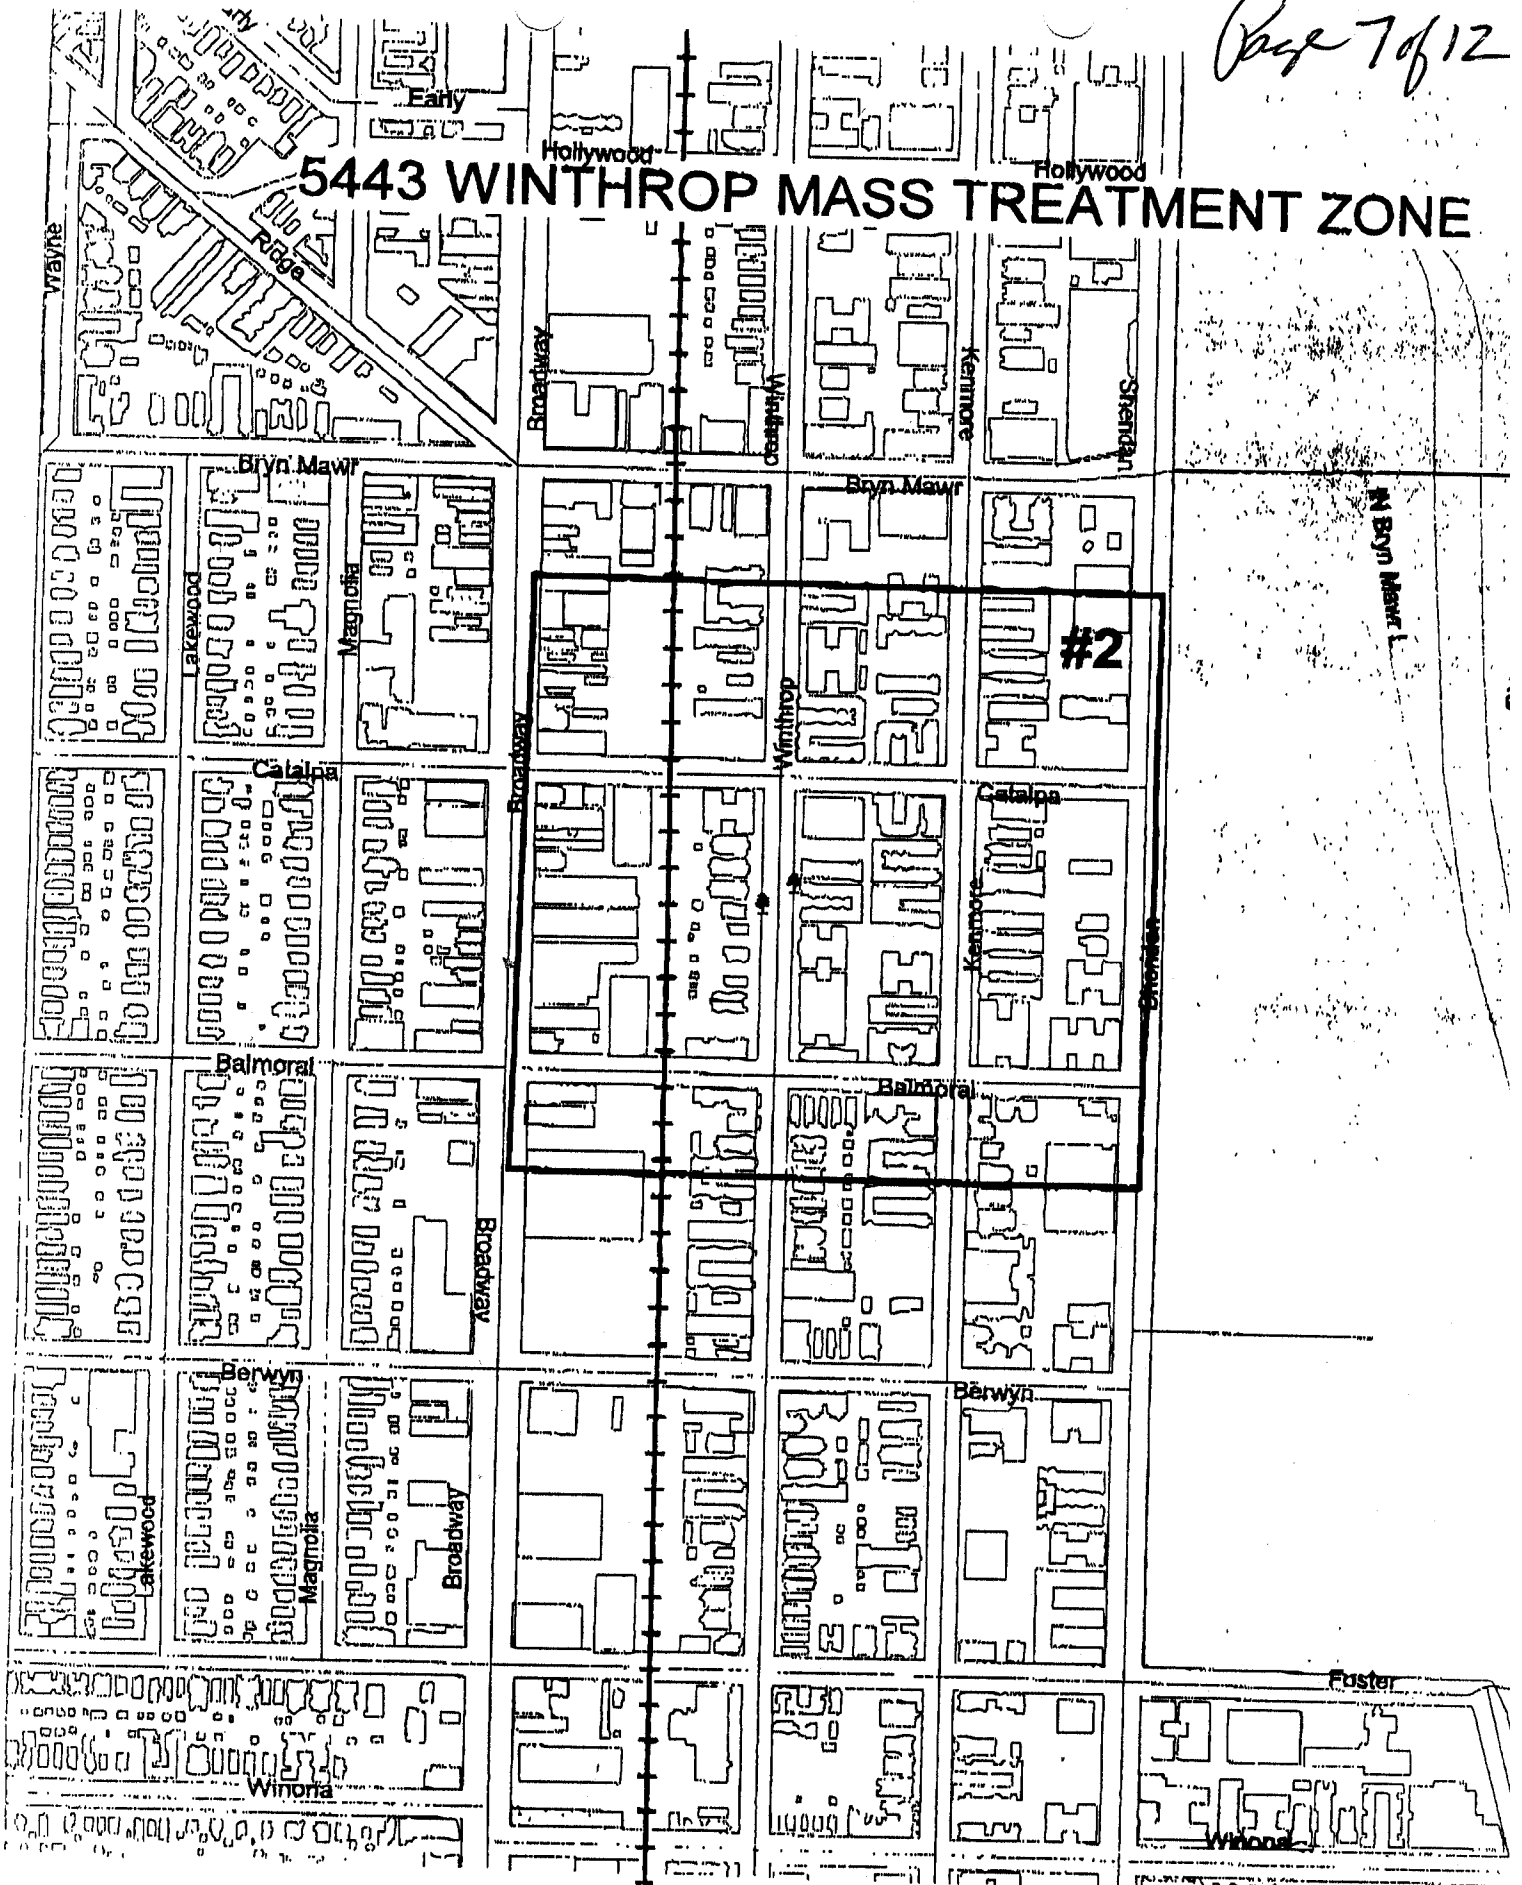 Page 7 of 12
Early
Hollywood
Hollywood
5443 WINTHROP MASS TREATMENT ZONE
Wayne
Ridge
Broadway
Winthrop
Kenmore
Sheridan
Bryn Mawr
Bryn Mawr
N Bryn Mawr L
Lakewood
Magnolia
#2
Broadway
Winthrop
Catalpa
Catalpa
Kenmore
Sheridan
Balmoral
Balmoral
Broadway
Berwyn
Berwyn
Lakewood
Magnolia
Broadway
Foster
Winona
Winona